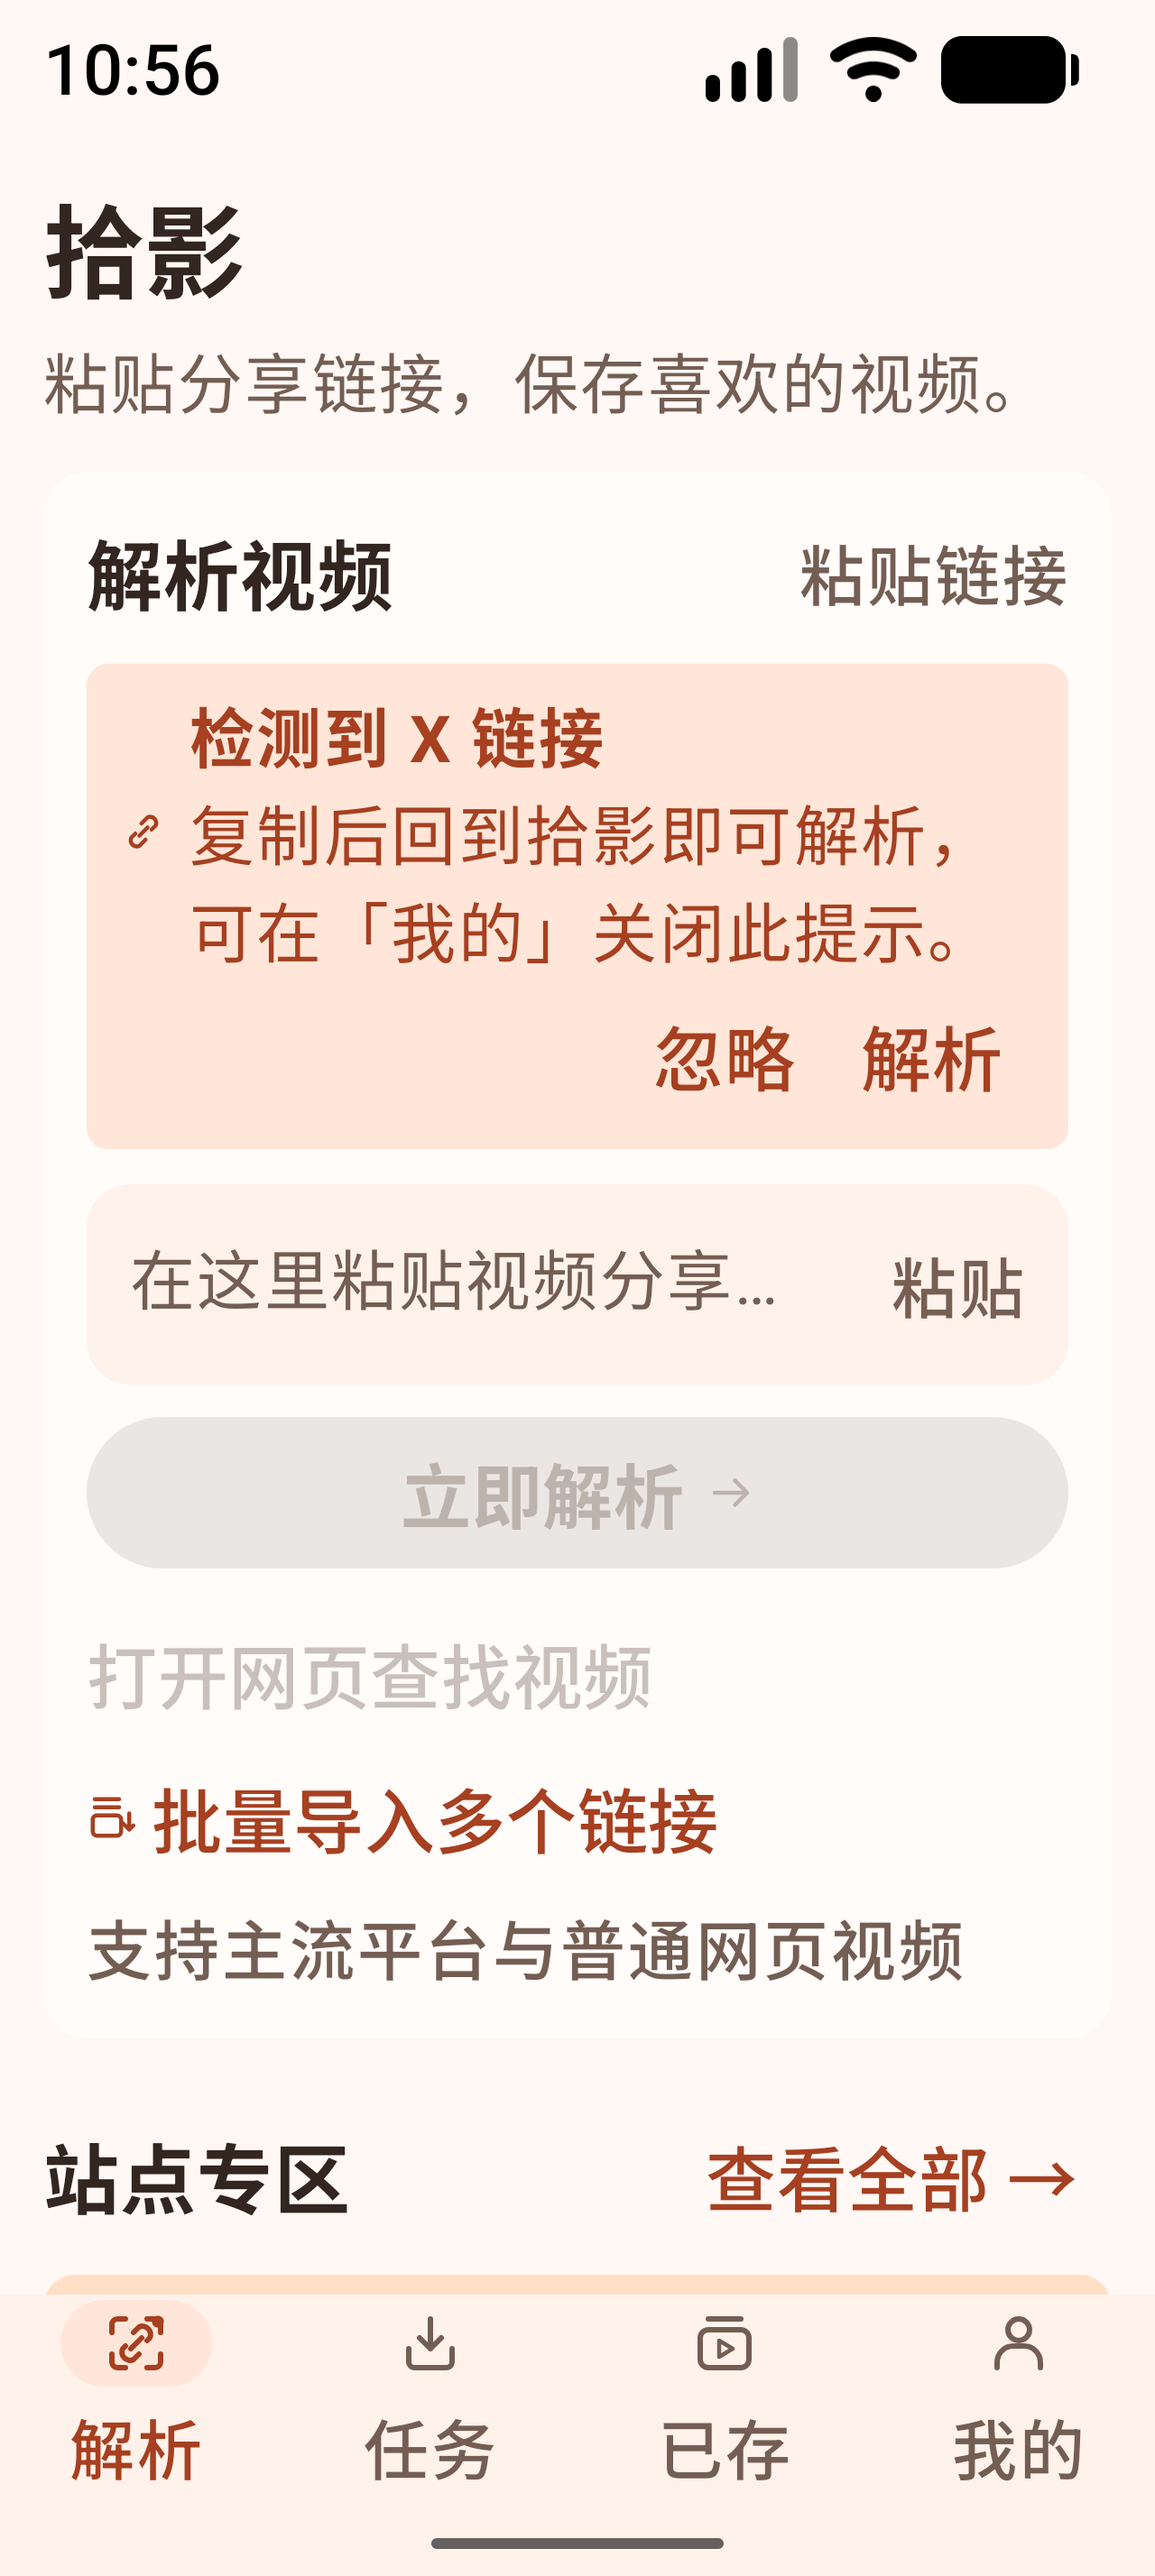 10:56
拾影
粘贴分享链接，保存喜欢的视频。
解析视频
粘贴链接
检测到 X 链接
复制后回到拾影即可解析，
可在「我的」关闭此提示。
忽略 解析
在这里粘贴视频分享...
粘贴
立即解析 →
打开网页查找视频
批量导入多个链接
支持主流平台与普通网页视频
站点专区
查看全部 →
解析
任务
已存
我的